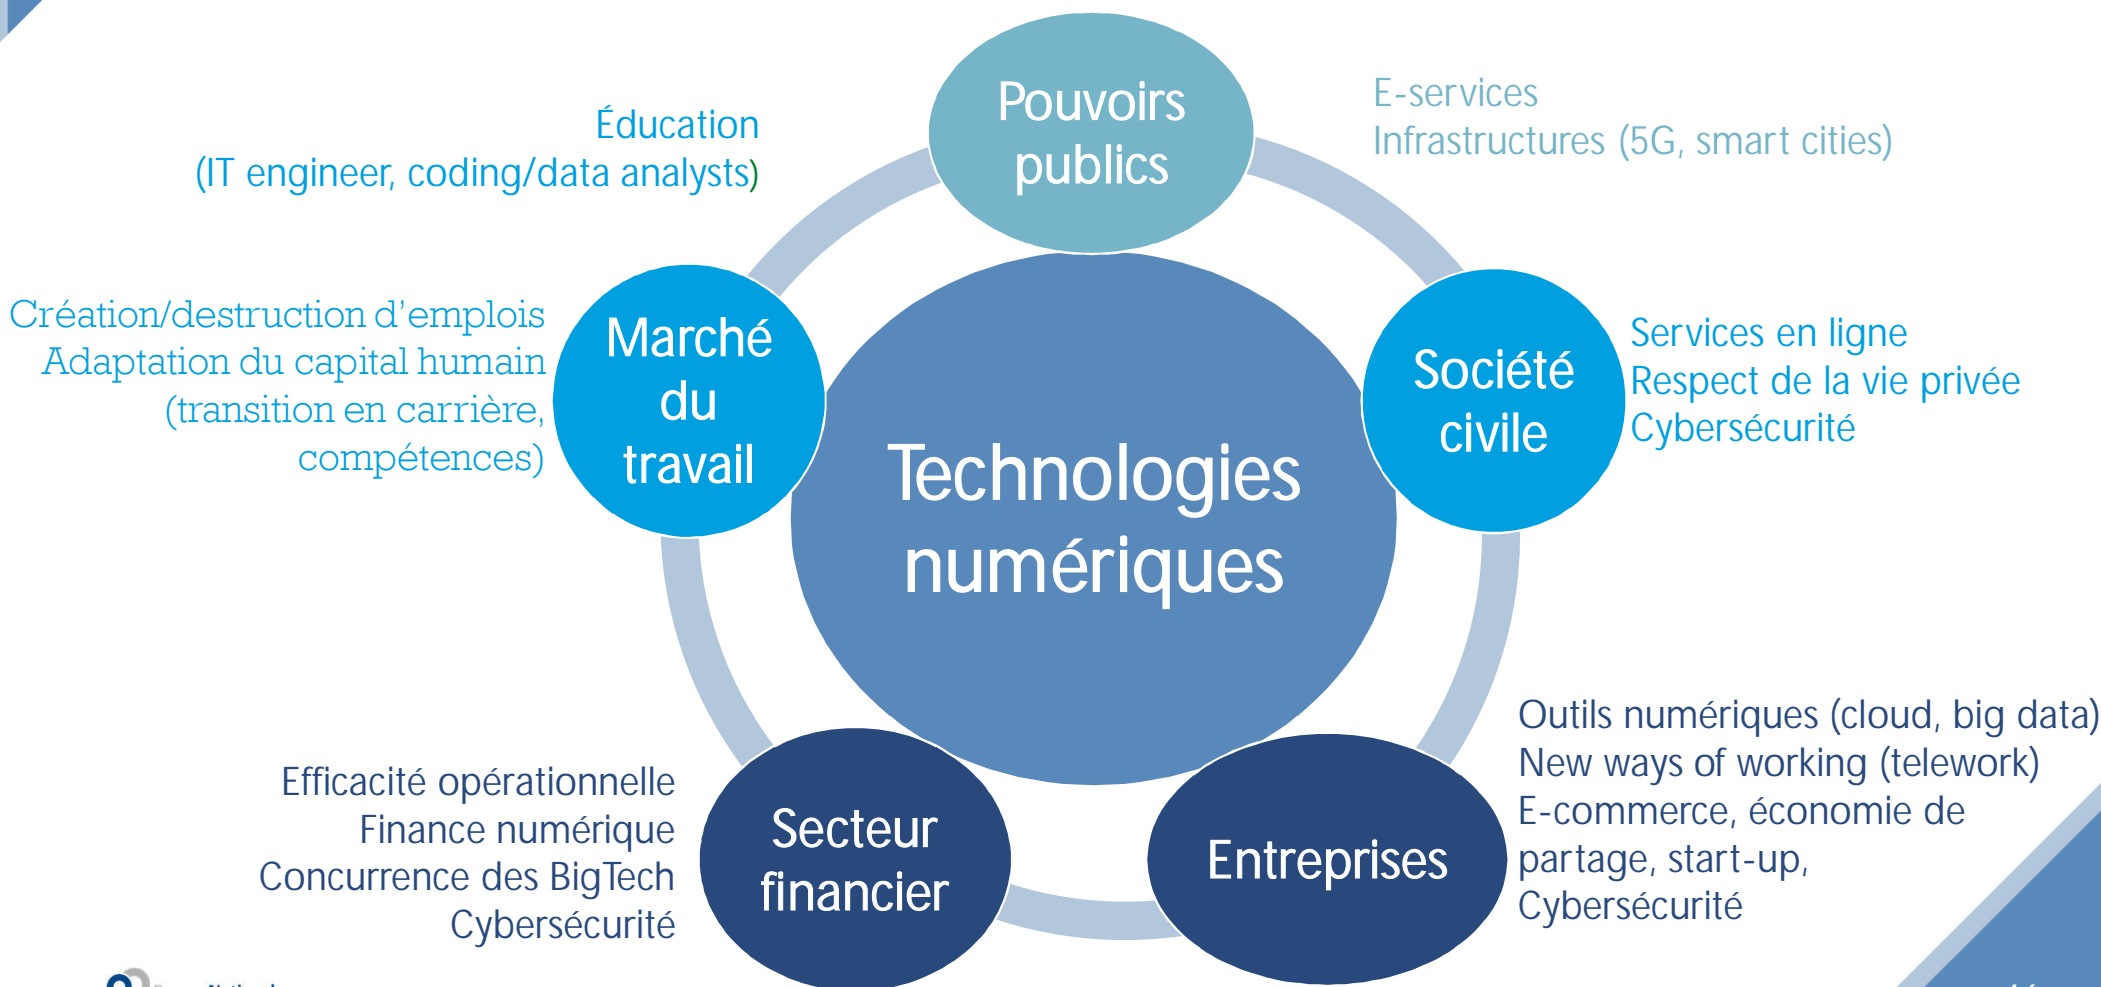 Pouvoirs
publics
E-services
Infrastructures (5G, smart cities)
Éducation
(IT engineer, coding/data analysts)
Création/destruction d’emplois
Adaptation du capital humain
(transition en carrière,
compétences)
Marché
du
travail
Technologies
numériques
Société
civile
Services en ligne
Respect de la vie privée
Cybersécurité
Efficacité opérationnelle
Finance numérique
Concurrence des BigTech
Cybersécurité
Secteur
financier
Entreprises
Outils numériques (cloud, big data)
New ways of working (telework)
E-commerce, économie de
partage, start-up,
Cybersécurité